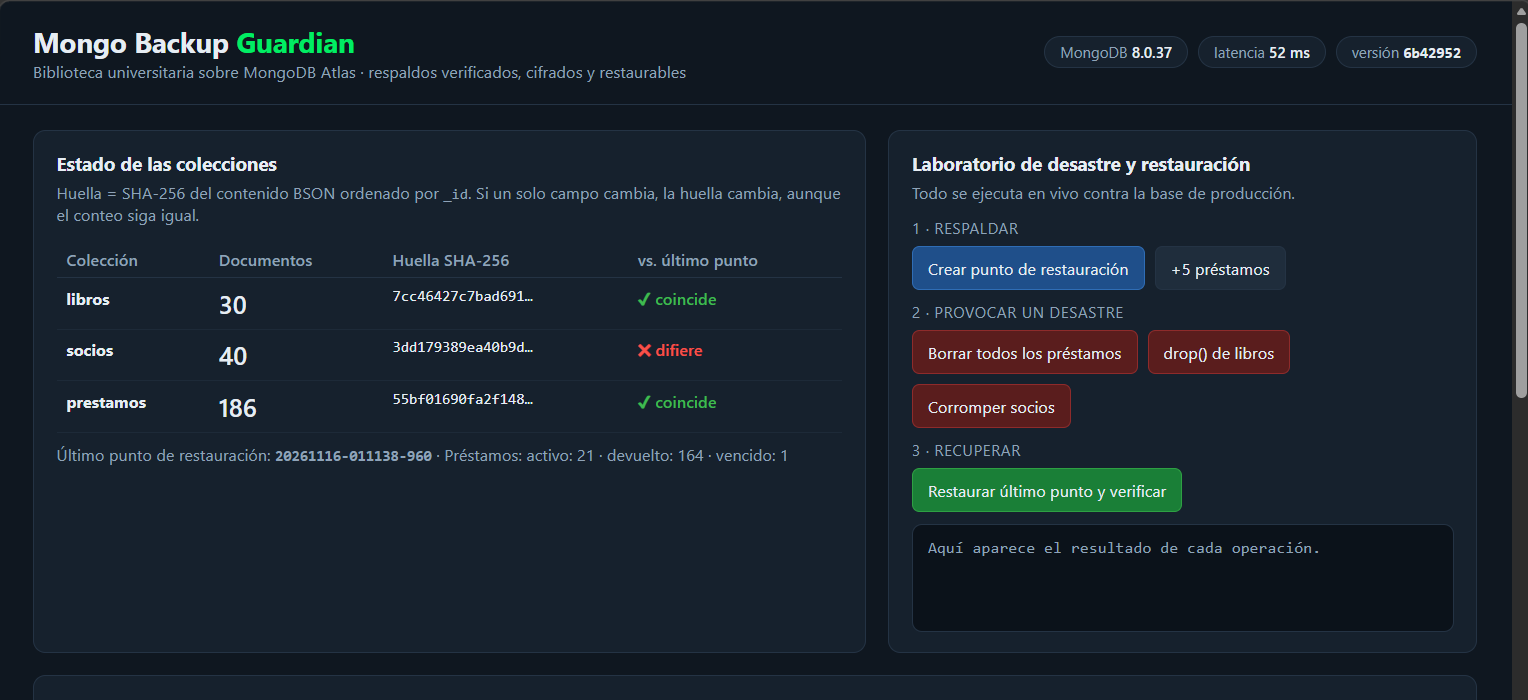 Mongo Backup Guardian
Biblioteca universitaria sobre MongoDB Atlas · respaldos verificados, cifrados y restaurables
MongoDB 8.0.37
latencia 52 ms
versión 6b42952
Estado de las colecciones
Huella = SHA-256 del contenido BSON ordenado por _id. Si un solo campo cambia, la huella cambia, aunque
el conteo siga igual.
Colección Documentos Huella SHA-256 vs. último punto
libros 30 7cc46427c7bad691… ✔ coincide
socios 40 3dd179389ea40b9d… ❌ difiere
prestamos 186 55bf01690fa2f148… ✔ coincide
Último punto de restauración: 20261116-011138-960 · Préstamos: activo: 21 · devuelto: 164 · vencido: 1
Laboratorio de desastre y restauración
Todo se ejecuta en vivo contra la base de producción.
1 · RESPALDAR
Crear punto de restauración
+5 préstamos
2 · PROVOCAR UN DESASTRE
Borrar todos los préstamos
drop() de libros
Corromper socios
3 · RECUPERAR
Restaurar último punto y verificar
Aquí aparece el resultado de cada operación.